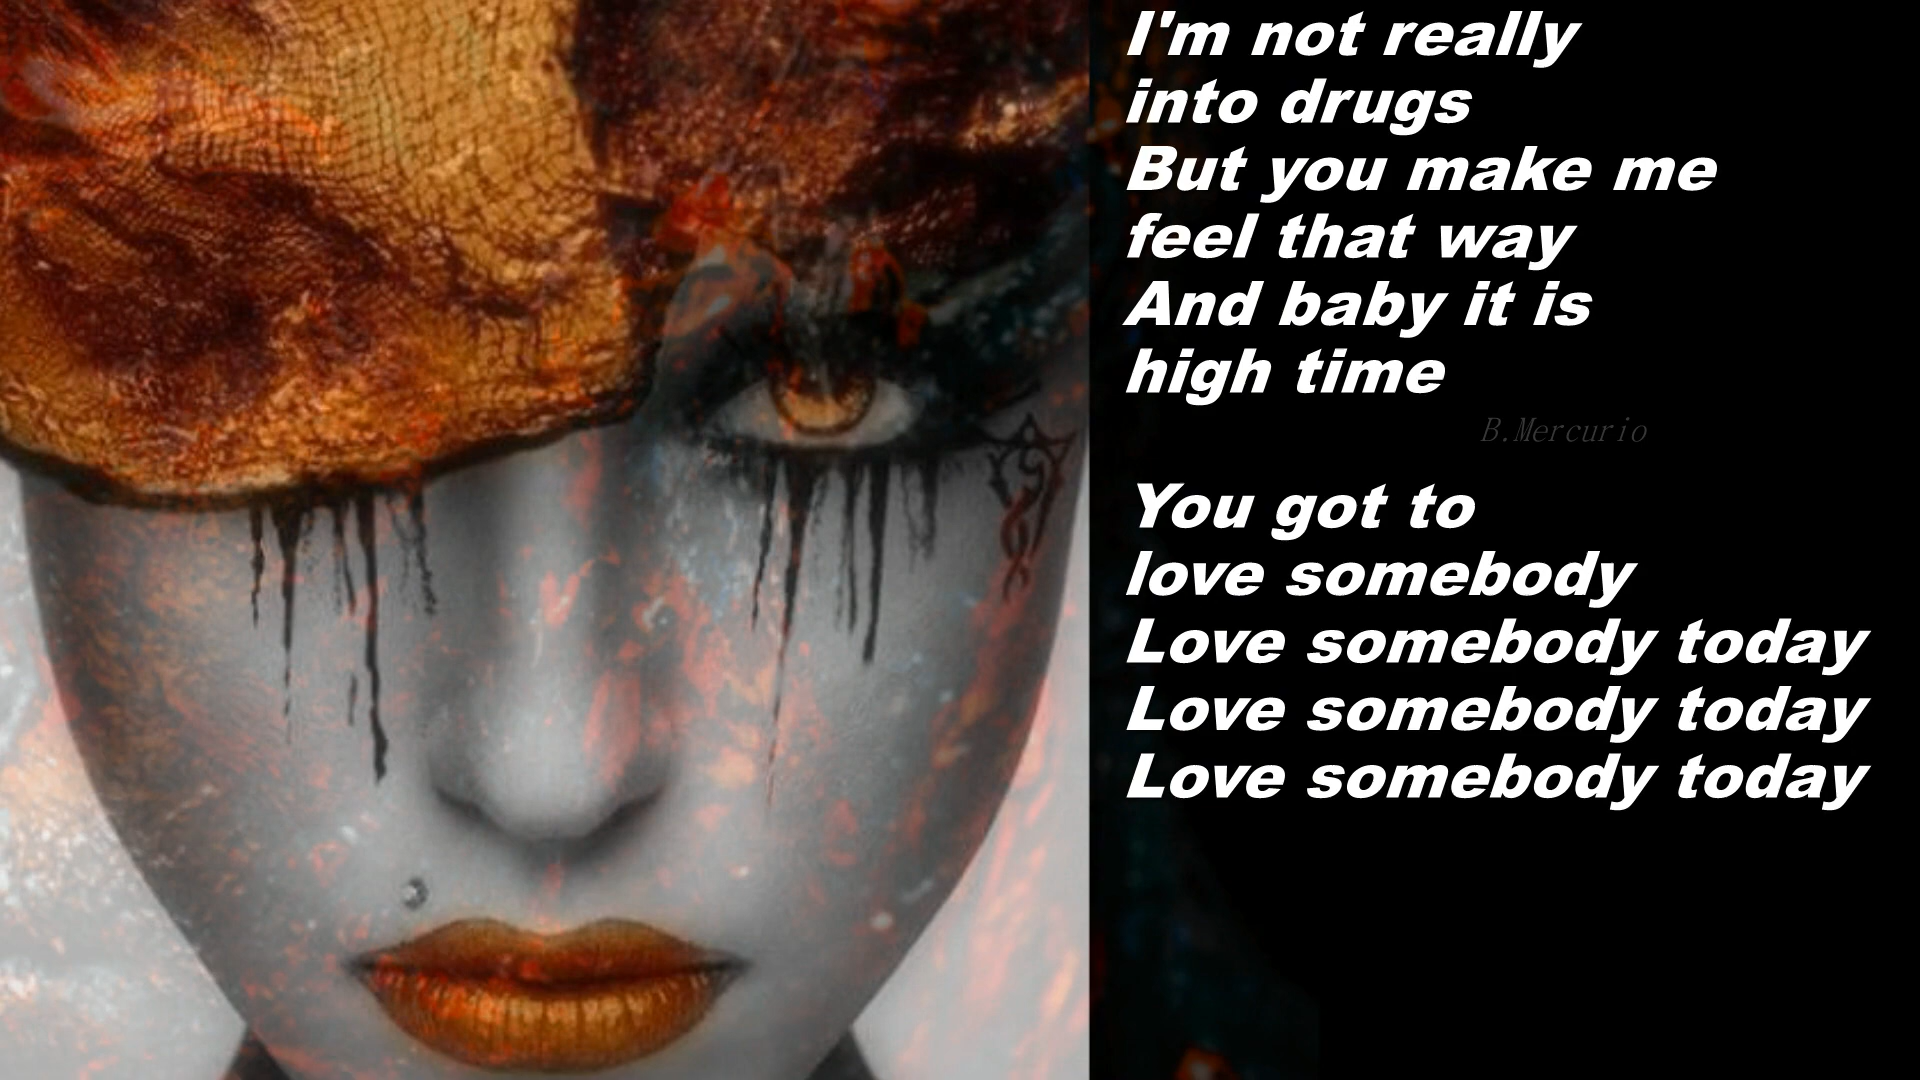 I'm not really
into drugs
But you make me
feel that way
And baby it is
high time
B.Mercurio
You got to
love somebody
Love somebody today
Love somebody today
Love somebody today